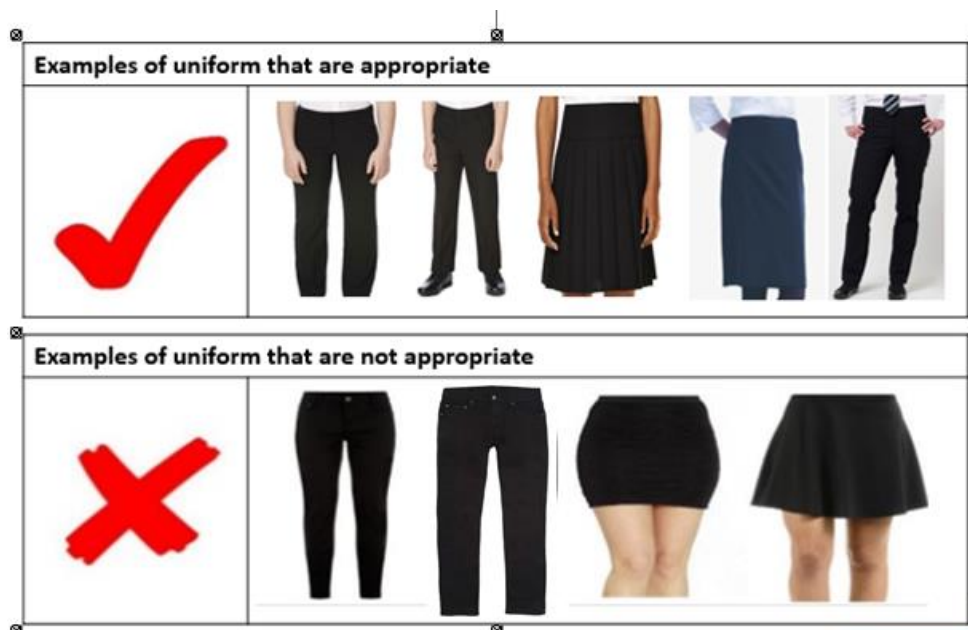 Examples of uniform that are appropriate
Examples of uniform that are not appropriate